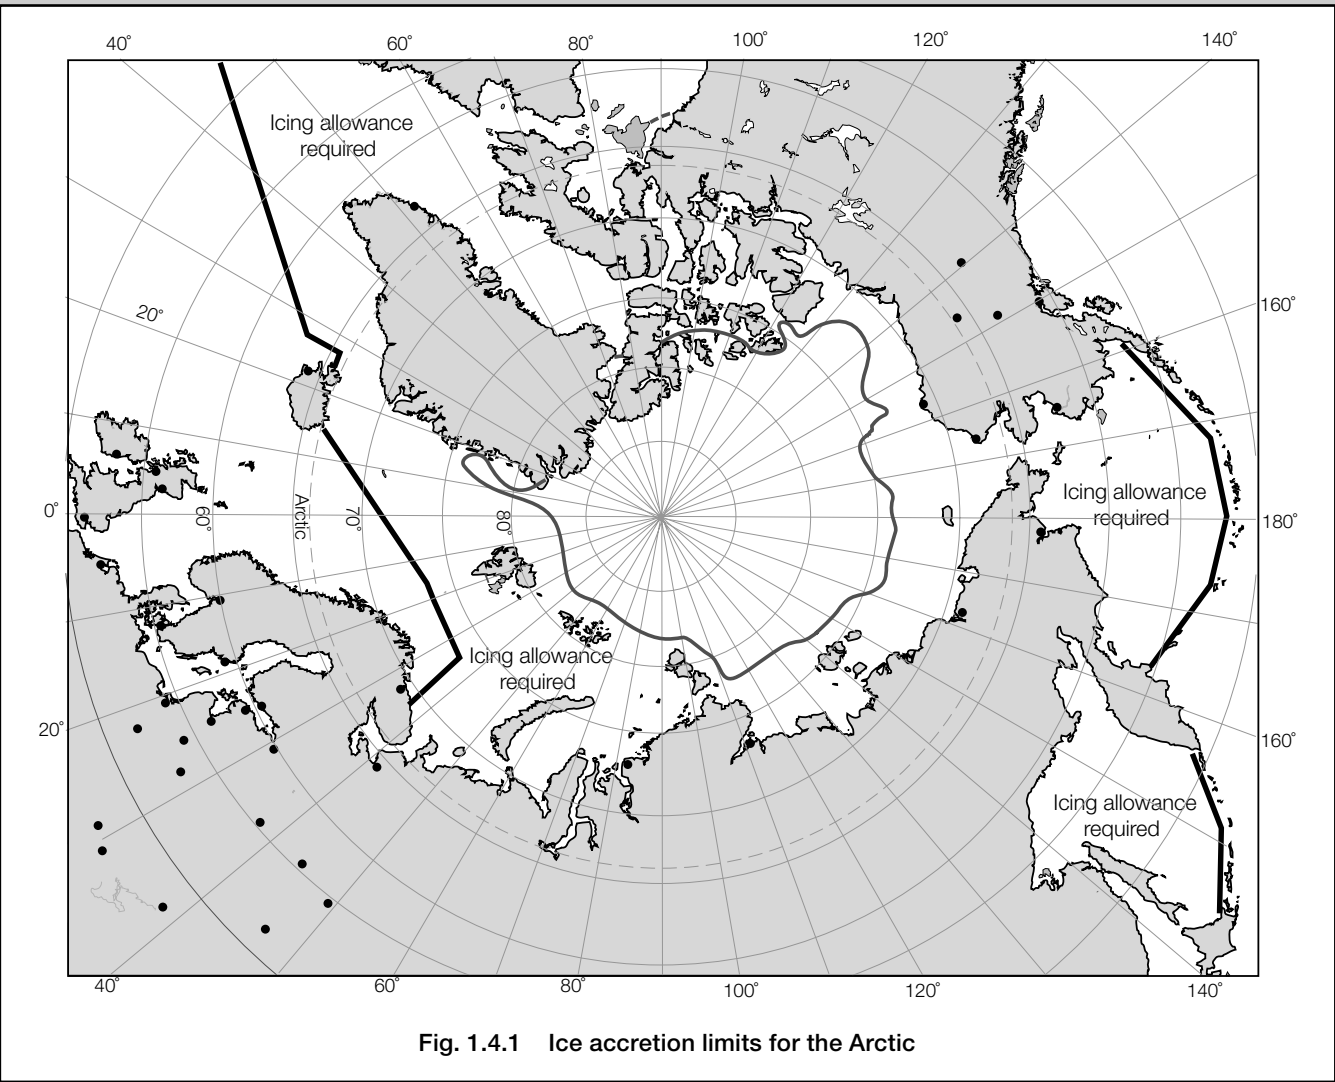 40° 60° 80° 100° 120° 140°
Icing allowance
required
20°
160°
0°
60°
Arctic
70°
80°
Icing allowance
required
180°
Icing allowance
required
20°
160°
Icing allowance
required
40° 60° 80° 100° 120° 140°
Fig. 1.4.1 Ice accretion limits for the Arctic